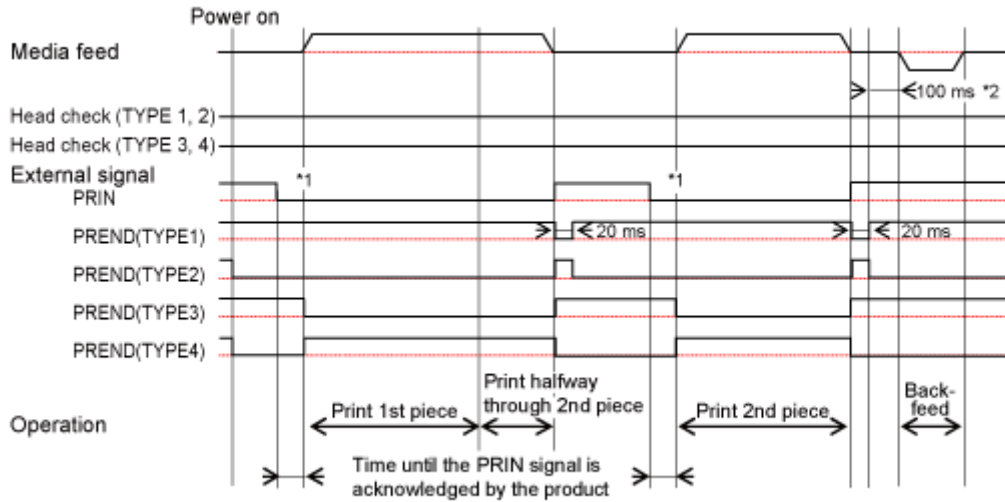 Power on
Media feed
100 ms *2
Head check (TYPE 1, 2)
Head check (TYPE 3, 4)
External signal
*1
*1
PRIN
PREND(TYPE1)
20 ms
20 ms
PREND(TYPE2)
PREND(TYPE3)
PREND(TYPE4)
Operation
Print 1st piece
Print halfway
through 2nd piece
Print 2nd piece
Back-
feed
Time until the PRIN signal is
acknowledged by the product